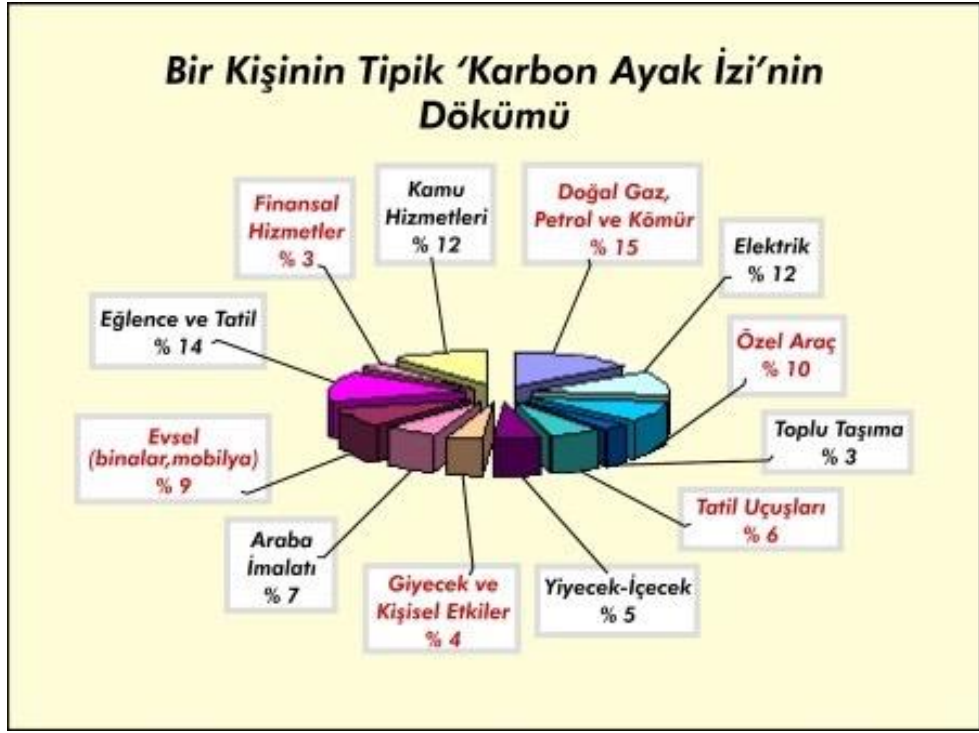 Bir Kişinin Tipik ‘Karbon Ayak İzi’nin
Dökümü
Finansal
Hizmetler
% 3
Kamu
Hizmetleri
% 12
Doğal Gaz,
Petrol ve Kömür
% 15
Elektrik
% 12
Özel Araç
% 10
Toplu Taşıma
% 3
Tatil Uçuşları
% 6
Yiyecek-İçecek
% 5
Giyecek ve
Kişisel Etkiler
% 4
Araba
İmalatı
% 7
Evsel
(binalar,mobilya)
% 9
Eğlence ve Tatil
% 14